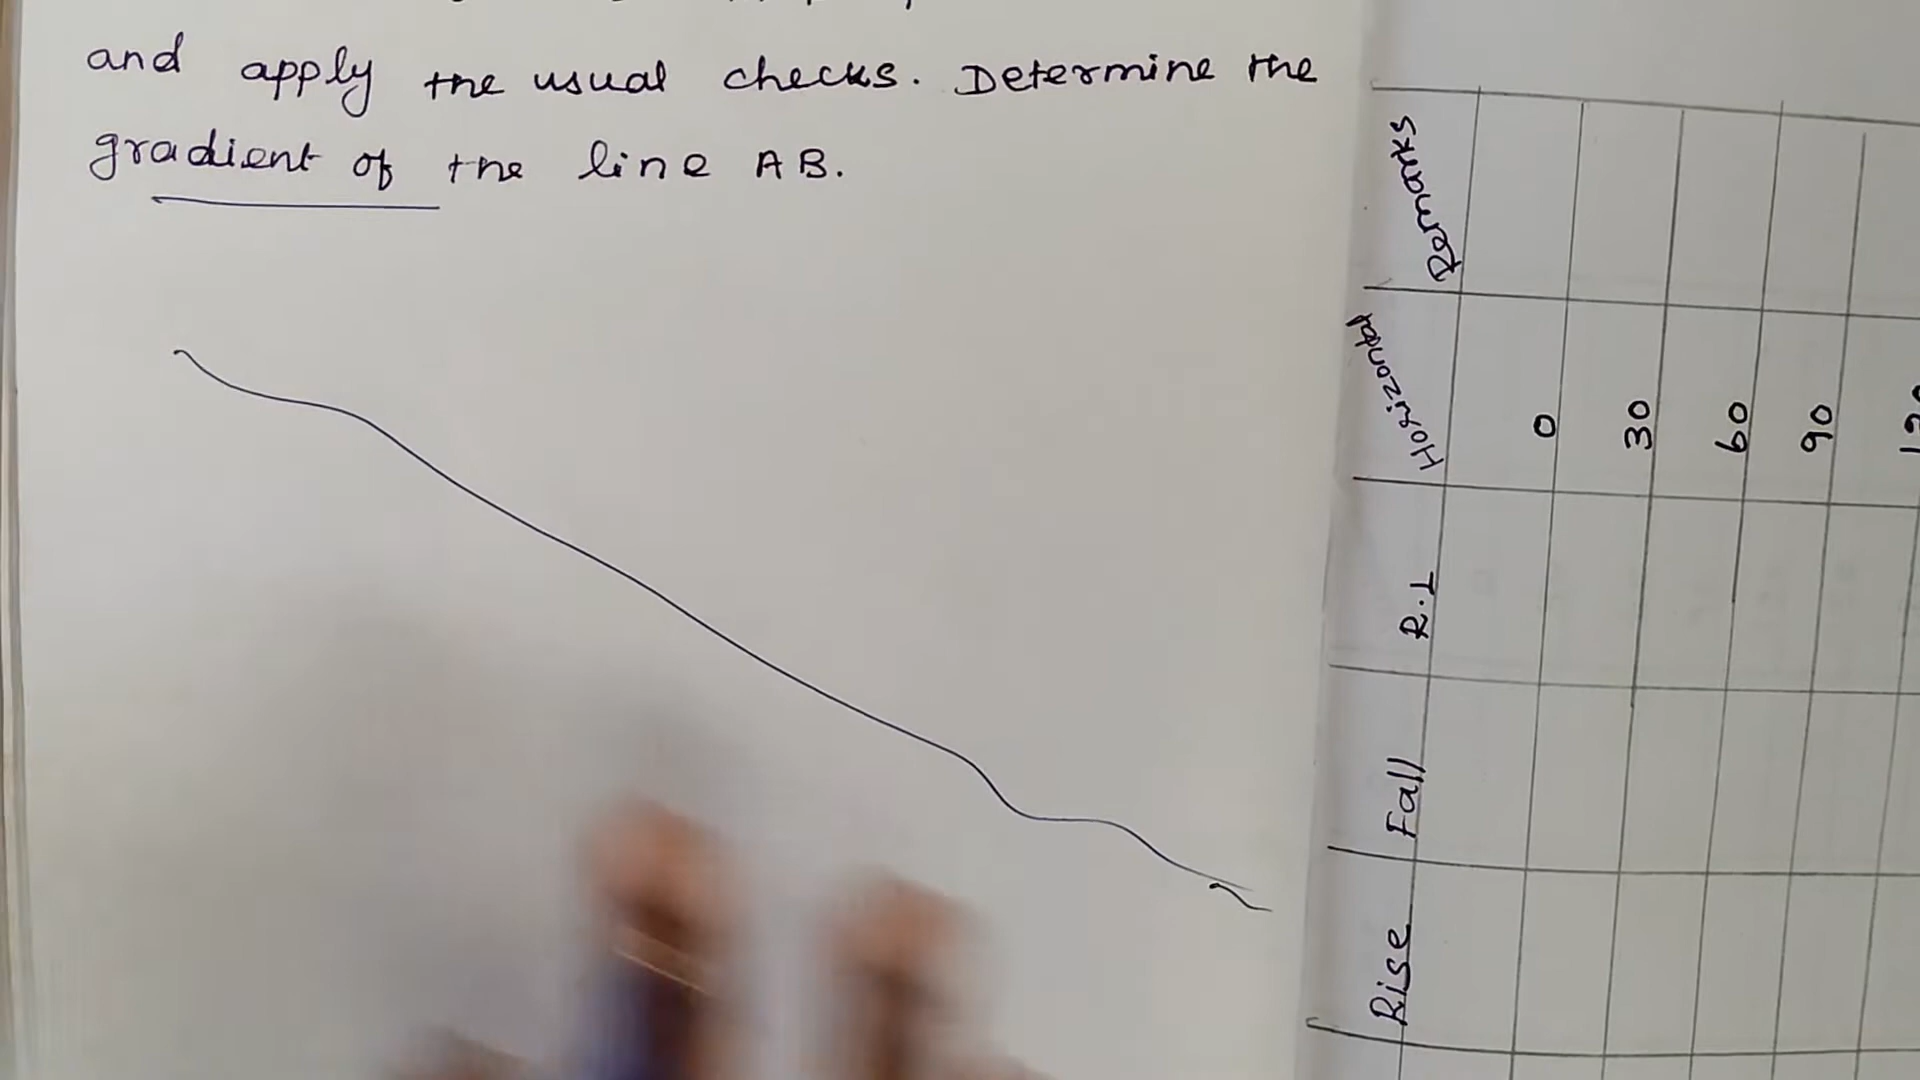 and apply the usual checks. Determine the
gradient of the line AB.
Remarks
Horizontal
0
30
60
90
R.L
Fall
Rise